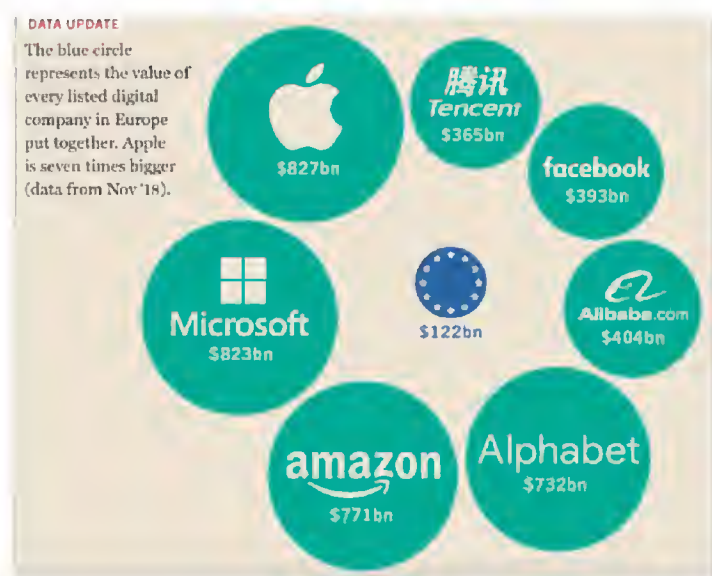 DATA UPDATE
The blue circle
represents the value of
every listed digital
company in Europe
put together. Apple
is seven times bigger
(data from Nov '18).
$827bn
腾讯
Tencent
$365bn
facebook
$393bn
Alibaba.com
$404bn
Alphabet
$732bn
amazon
$771bn
Microsoft
$823bn
$122bn